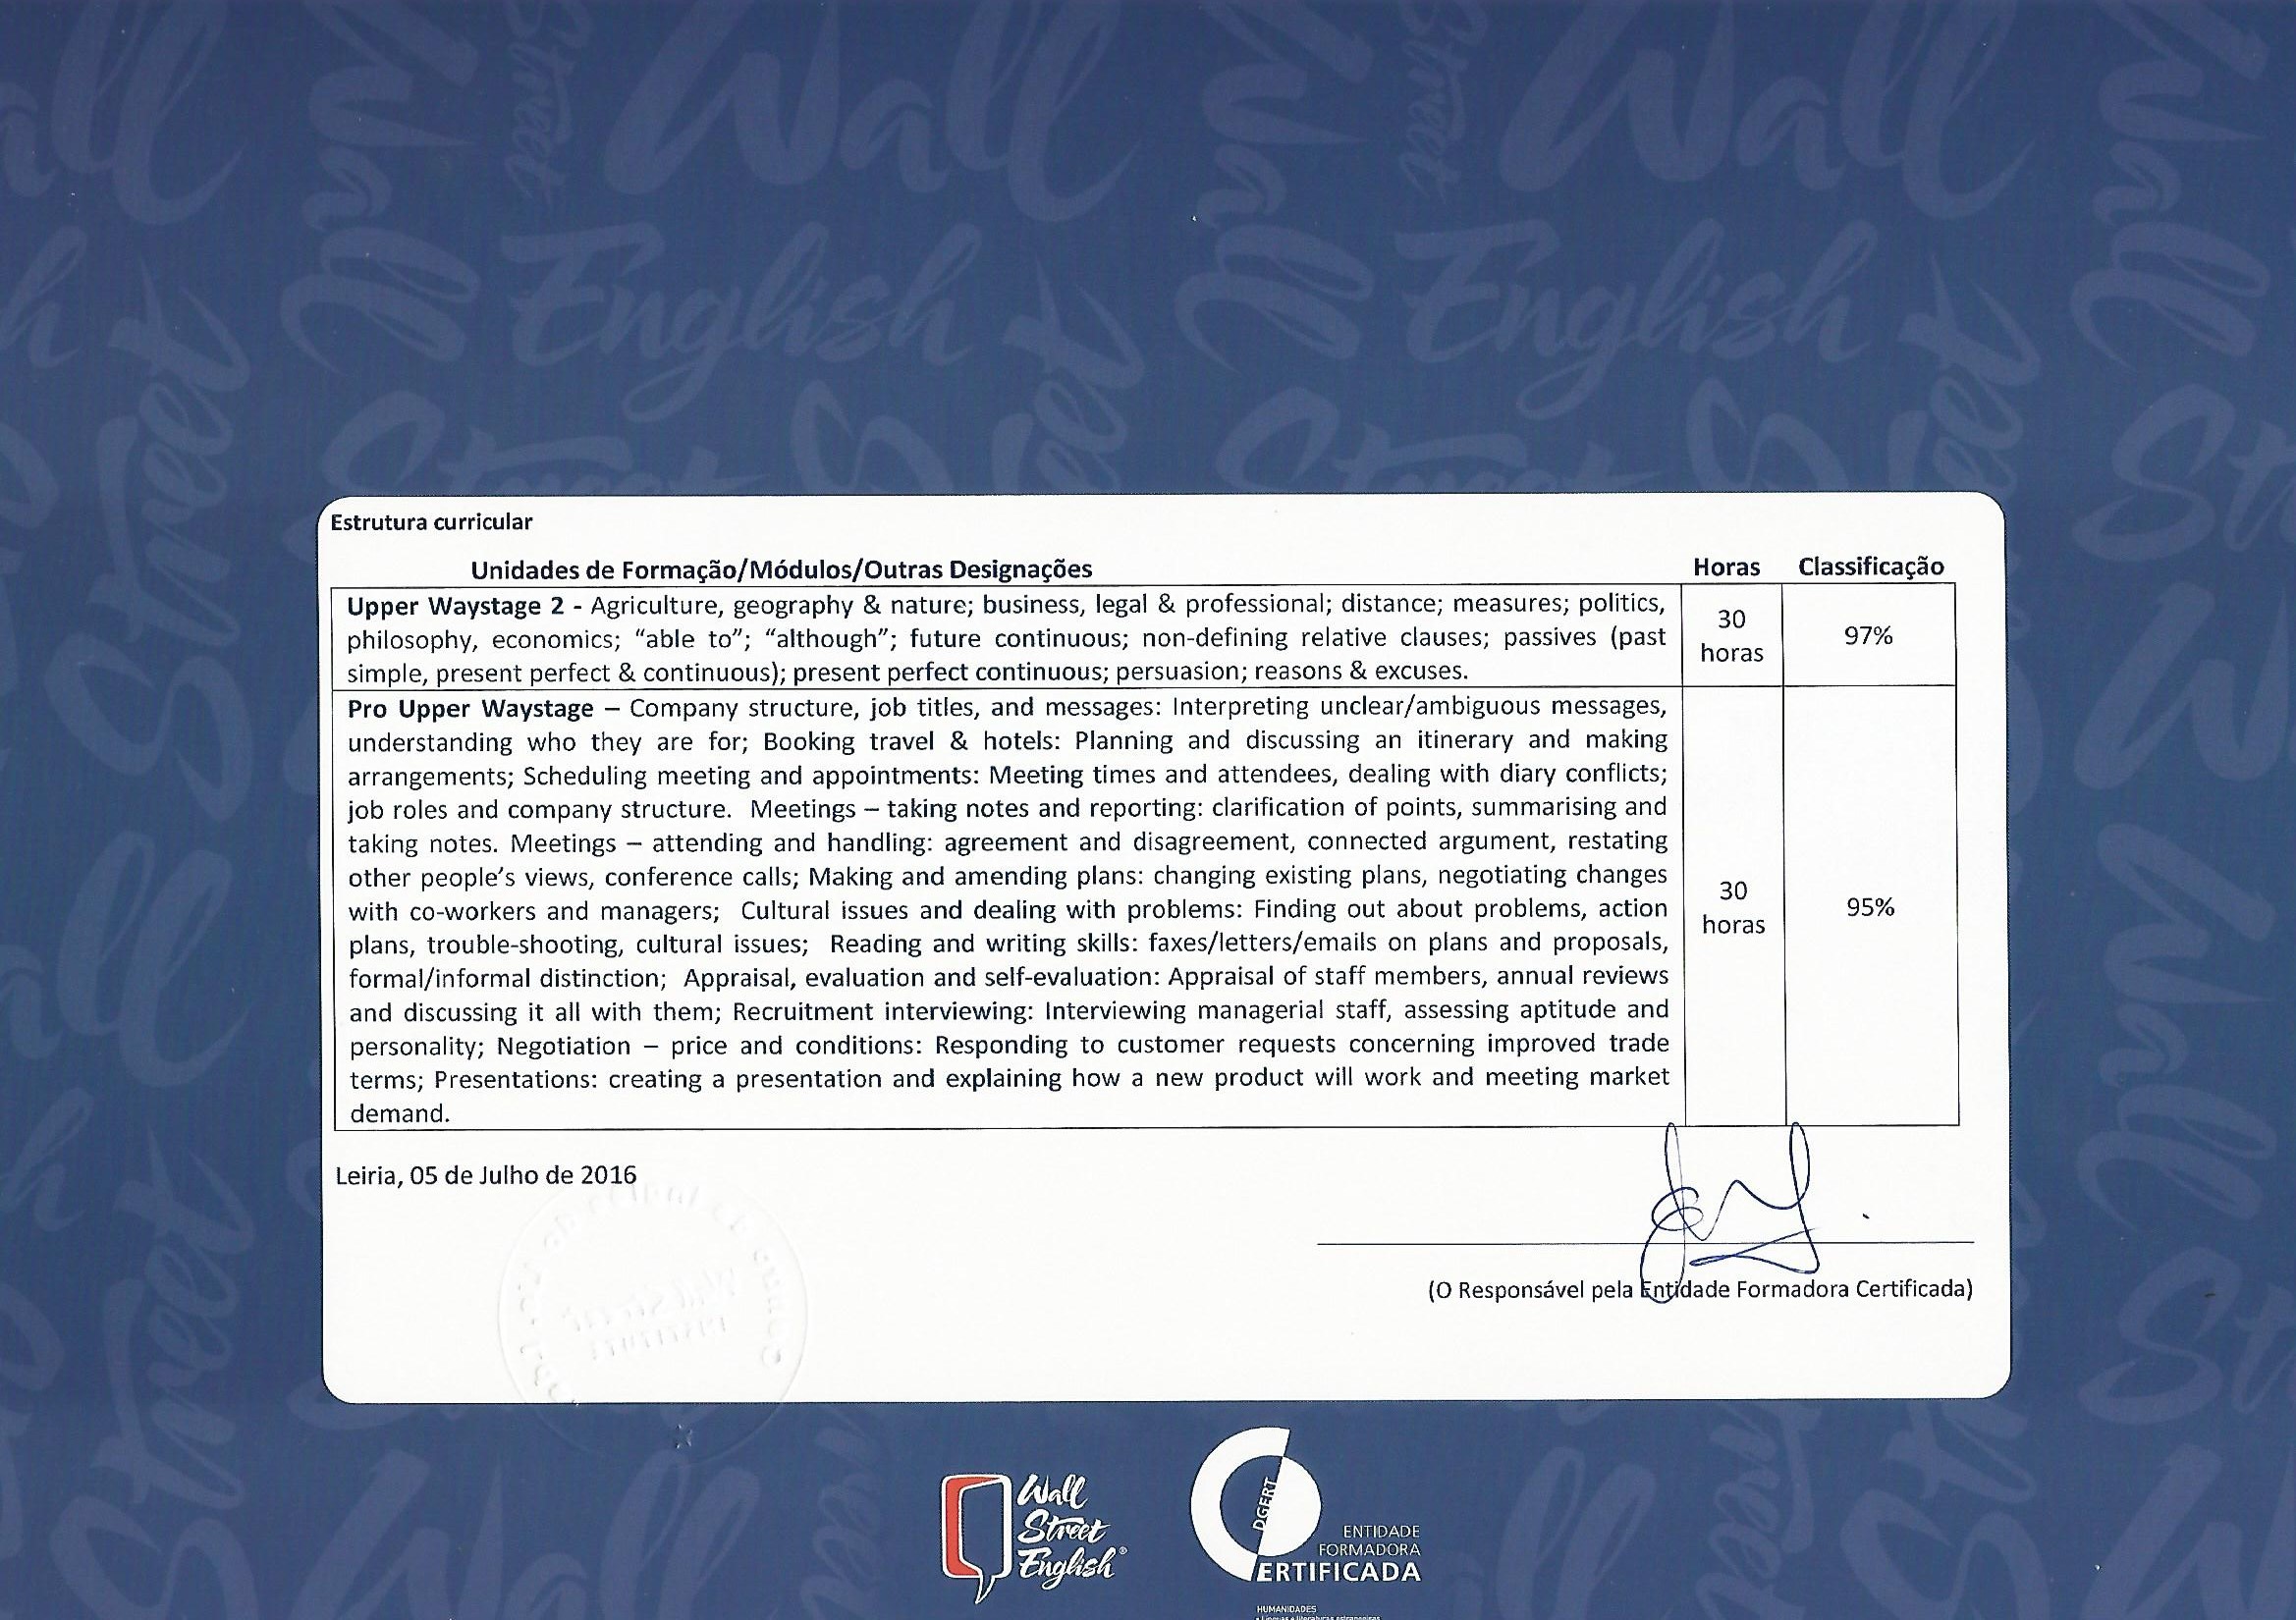 Estrutura curricular
Unidades de Formação/Módulos/Outras Designações Horas Classificação
Upper Waystage 2 - Agriculture, geography & nature; business, legal & professional; distance; measures; politics,
philosophy, economics; “able to”; “although”; future continuous; non-defining relative clauses; passives (past
simple, present perfect & continuous); present perfect continuous; persuasion; reasons & excuses.
30
horas
97%
Pro Upper Waystage – Company structure, job titles, and messages: Interpreting unclear/ambiguous messages,
understanding who they are for; Booking travel & hotels: Planning and discussing an itinerary and making
arrangements; Scheduling meeting and appointments: Meeting times and attendees, dealing with diary conflicts;
job roles and company structure. Meetings – taking notes and reporting: clarification of points, summarising and
taking notes. Meetings – attending and handling: agreement and disagreement, connected argument, restating
other people’s views, conference calls; Making and amending plans: changing existing plans, negotiating changes
with co-workers and managers; Cultural issues and dealing with problems: Finding out about problems, action
plans, trouble-shooting, cultural issues; Reading and writing skills: faxes/letters/emails on plans and proposals,
formal/informal distinction; Appraisal, evaluation and self-evaluation: Appraisal of staff members, annual reviews
and discussing it all with them; Recruitment interviewing: Interviewing managerial staff, assessing aptitude and
personality; Negotiation – price and conditions: Responding to customer requests concerning improved trade
terms; Presentations: creating a presentation and explaining how a new product will work and meeting market
demand.
30
horas
95%
Leiria, 05 de Julho de 2016
(O Responsável pela Entidade Formadora Certificada)
Wall
Street
English®
DGERT
ENTIDADE
FORMADORA
CERTIFICADA
HUMANIDADES